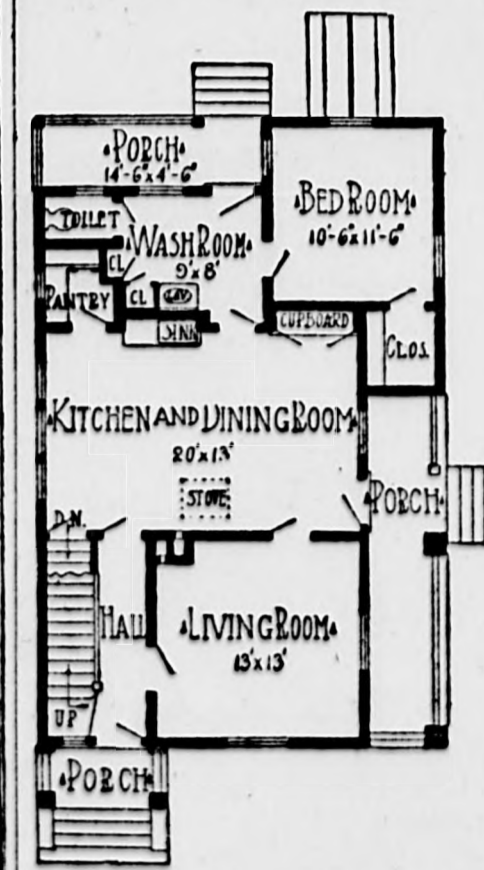 PORCH
14'-6"x4'-6"
BED ROOM
10'-6"x11'-6"
TOILET
WASH ROOM
9'x8'
CL
PANTRY
CL
LAV
SINK
CUPBOARD
CLOS.
KITCHEN AND DINING ROOM
20'x13'
STOVE
PORCH
DN.
HALL
LIVING ROOM
13'x13'
UP
PORCH